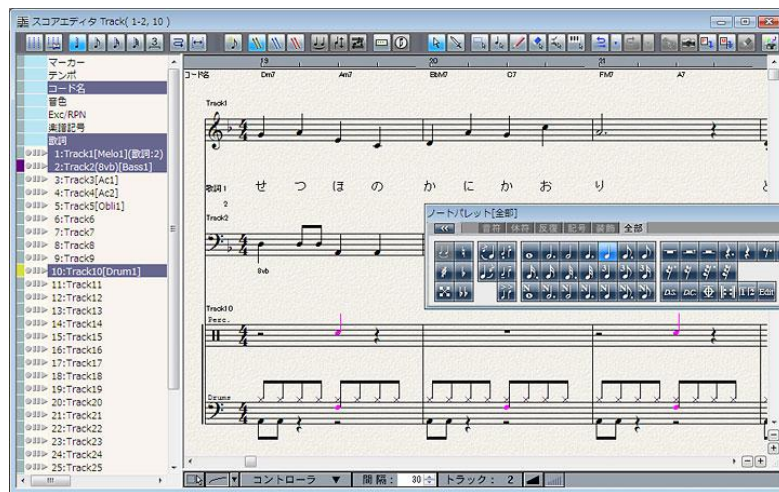 スコアエディタ Track( 1-2, 10 )
マーカー
テンポ
コード名
音色
Exc/RPN
楽譜記号
歌詞
1:Track1[Melo1](歌詞:2)
2:Track2(8vb)[Bass1]
3:Track3[Ac1]
4:Track4[Ac2]
5:Track5[Obli1]
6:Track6
7:Track7
8:Track8
9:Track9
10:Track10[Drum1]
11:Track11
12:Track12
13:Track13
14:Track14
15:Track15
16:Track16
17:Track17
18:Track18
19:Track19
20:Track20
21:Track21
22:Track22
23:Track23
24:Track24
25:Track25
19 20 21
コード名 Dm7 Am7 BbM7 C7 FM7 A7
Track1
歌詞 1 せ つ ほ の か に か お り と
2
Track2
8vb
ノートパレット[全部]
音符 休符 反復 記号 装飾 全部
D.S. D.C. Edit
Track10
Perc.
Drums
コントローラ ▼ 間隔: 30 トラック: 2